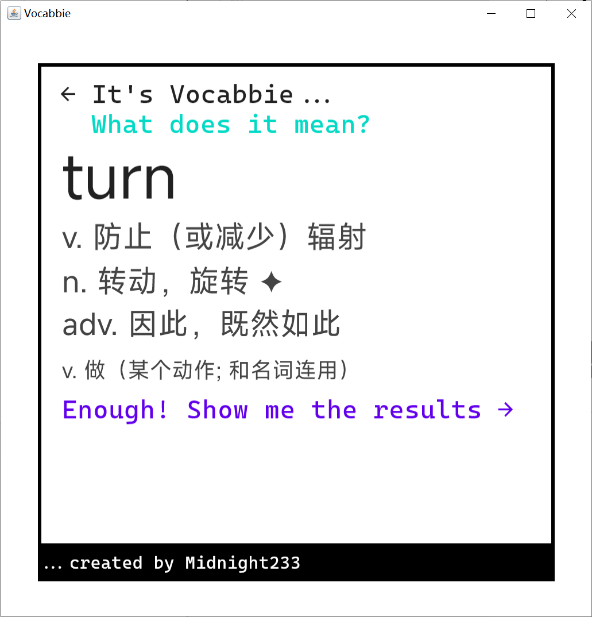 Vocabbie
← It's Vocabbie ...
What does it mean?
turn
v. 防止（或减少）辐射
n. 转动，旋转 ✦
adv. 因此，既然如此
v. 做（某个动作; 和名词连用）
Enough! Show me the results →
... created by Midnight233